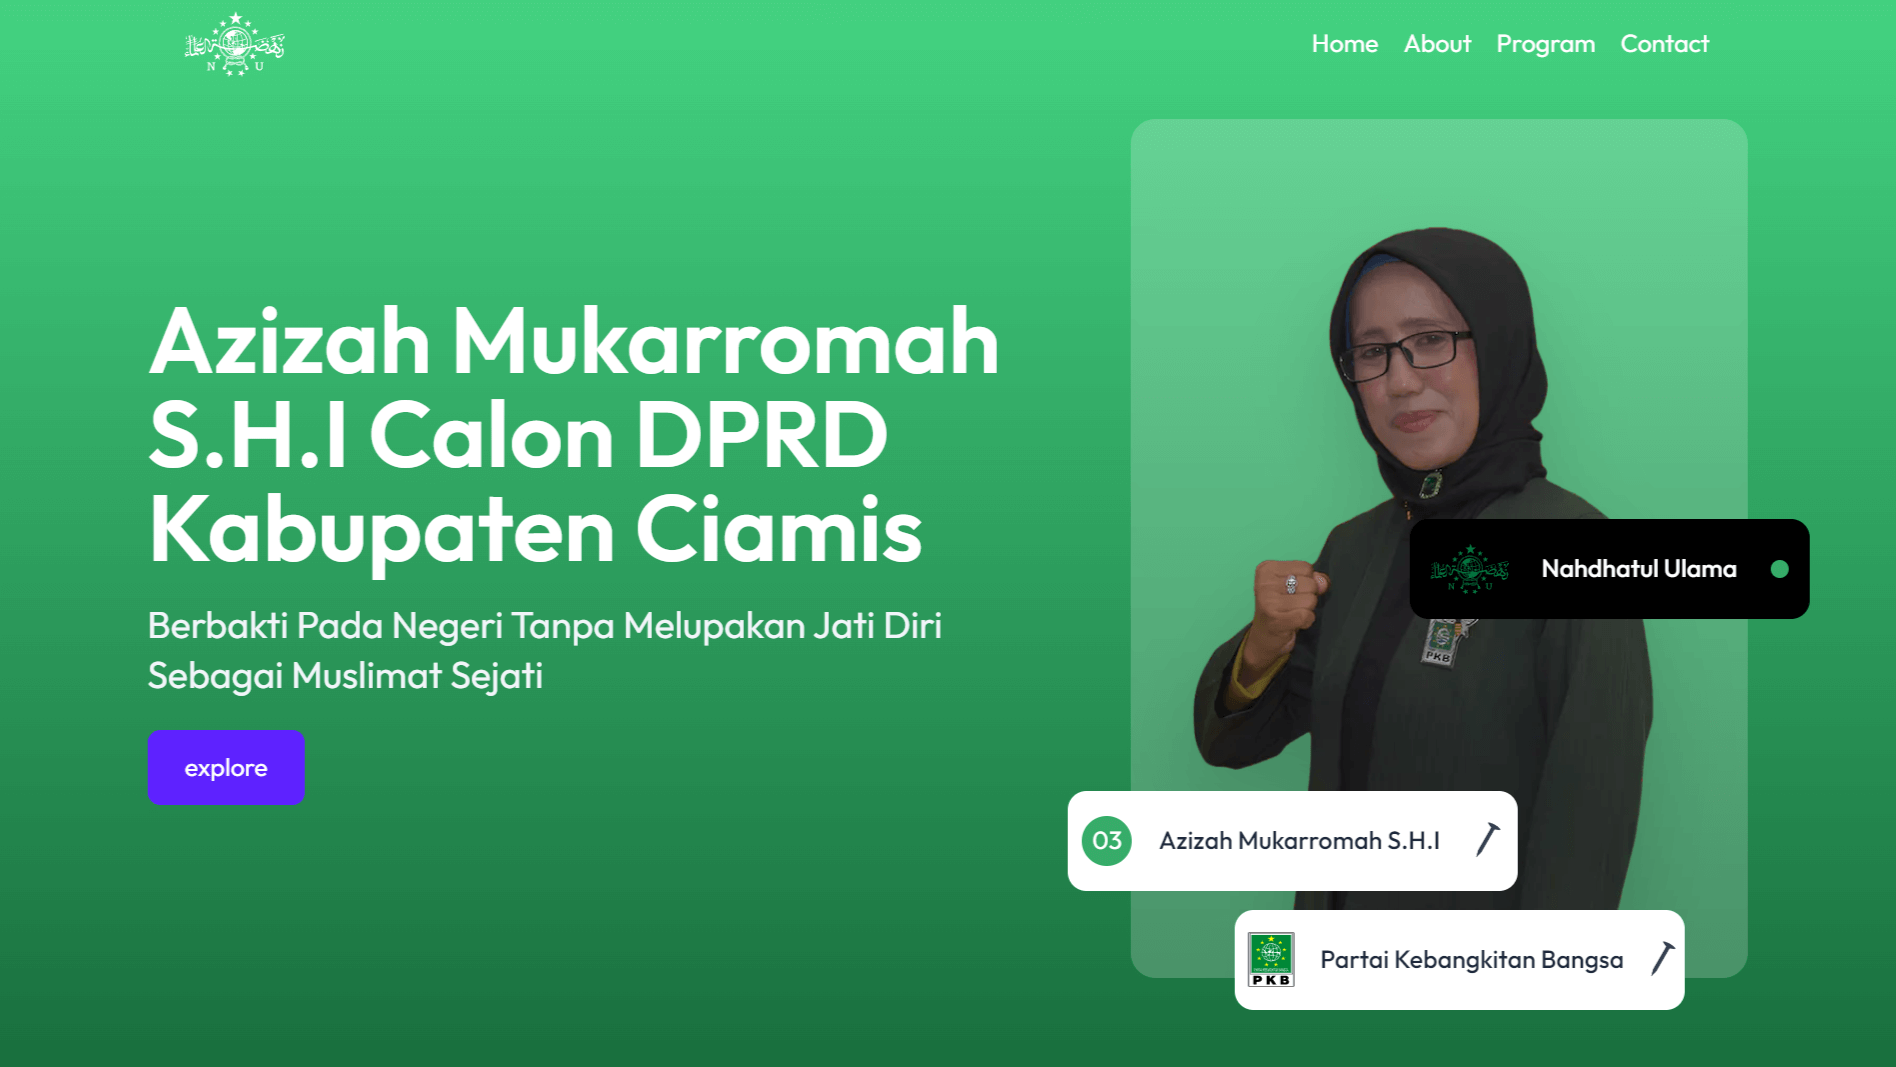 N U
Home About Program Contact
Azizah Mukarromah
S.H.I Calon DPRD
Kabupaten Ciamis
Berbakti Pada Negeri Tanpa Melupakan Jati Diri
Sebagai Muslimat Sejati
explore
N U
Nahdhatul Ulama
PKB
03 Azizah Mukarromah S.H.I
PKB
Partai Kebangkitan Bangsa